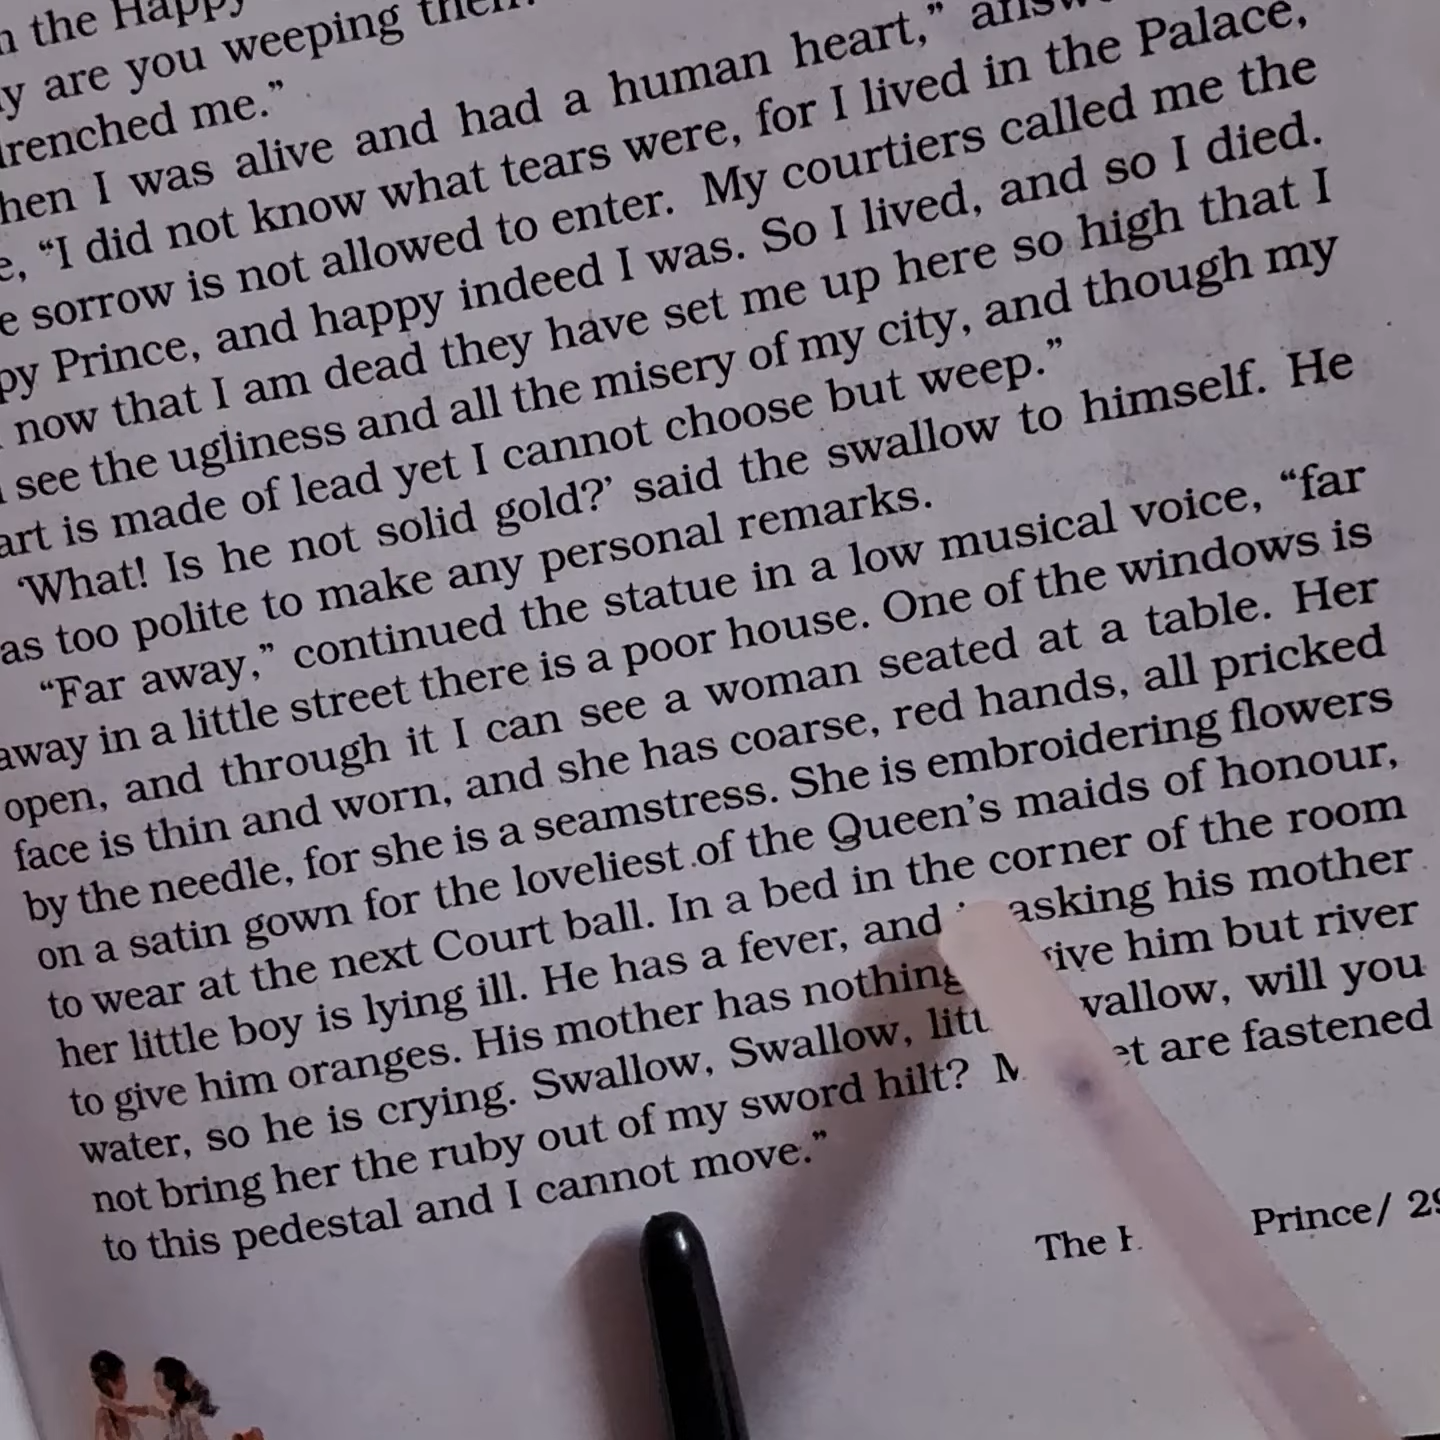 the Happy
are you weeping
drenched me.”
I was alive and had a human heart,”
“I did not know what tears were, for I lived in the Palace,
sorrow is not allowed to enter. My courtiers called me the
Prince, and happy indeed I was. So I lived, and so I died.
now that I am dead they have set me up here so high that I
see the ugliness and all the misery of my city, and though my
is made of lead yet I cannot choose but weep.”
‘What! Is he not solid gold?’ said the swallow to himself. He
as too polite to make any personal remarks.
“Far away,” continued the statue in a low musical voice, “far
away in a little street there is a poor house. One of the windows is
open, and through it I can see a woman seated at a table. Her
face is thin and worn, and she has coarse, red hands, all pricked
by the needle, for she is a seamstress. She is embroidering flowers
on a satin gown for the loveliest of the Queen’s maids of honour,
to wear at the next Court ball. In a bed in the corner of the room
her little boy is lying ill. He has a fever, and asking his mother
to give him oranges. His mother has nothing him but river
water, so he is crying. Swallow, Swallow, will you
not bring her the ruby out of my sword hilt? are fastened
to this pedestal and I cannot move.”
The Prince/ 29